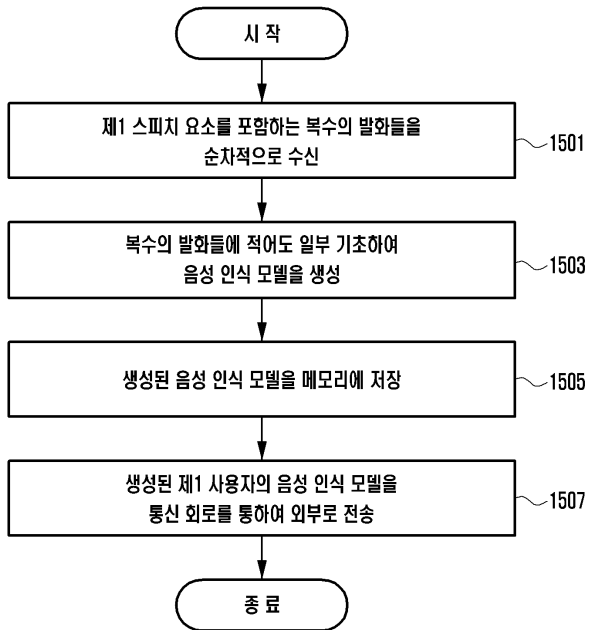 시 작
제1 스피치 요소를 포함하는 복수의 발화들을
순차적으로 수신
1501
복수의 발화들에 적어도 일부 기초하여
음성 인식 모델을 생성
1503
생성된 음성 인식 모델을 메모리에 저장
1505
생성된 제1 사용자의 음성 인식 모델을
통신 회로를 통하여 외부로 전송
1507
종 료